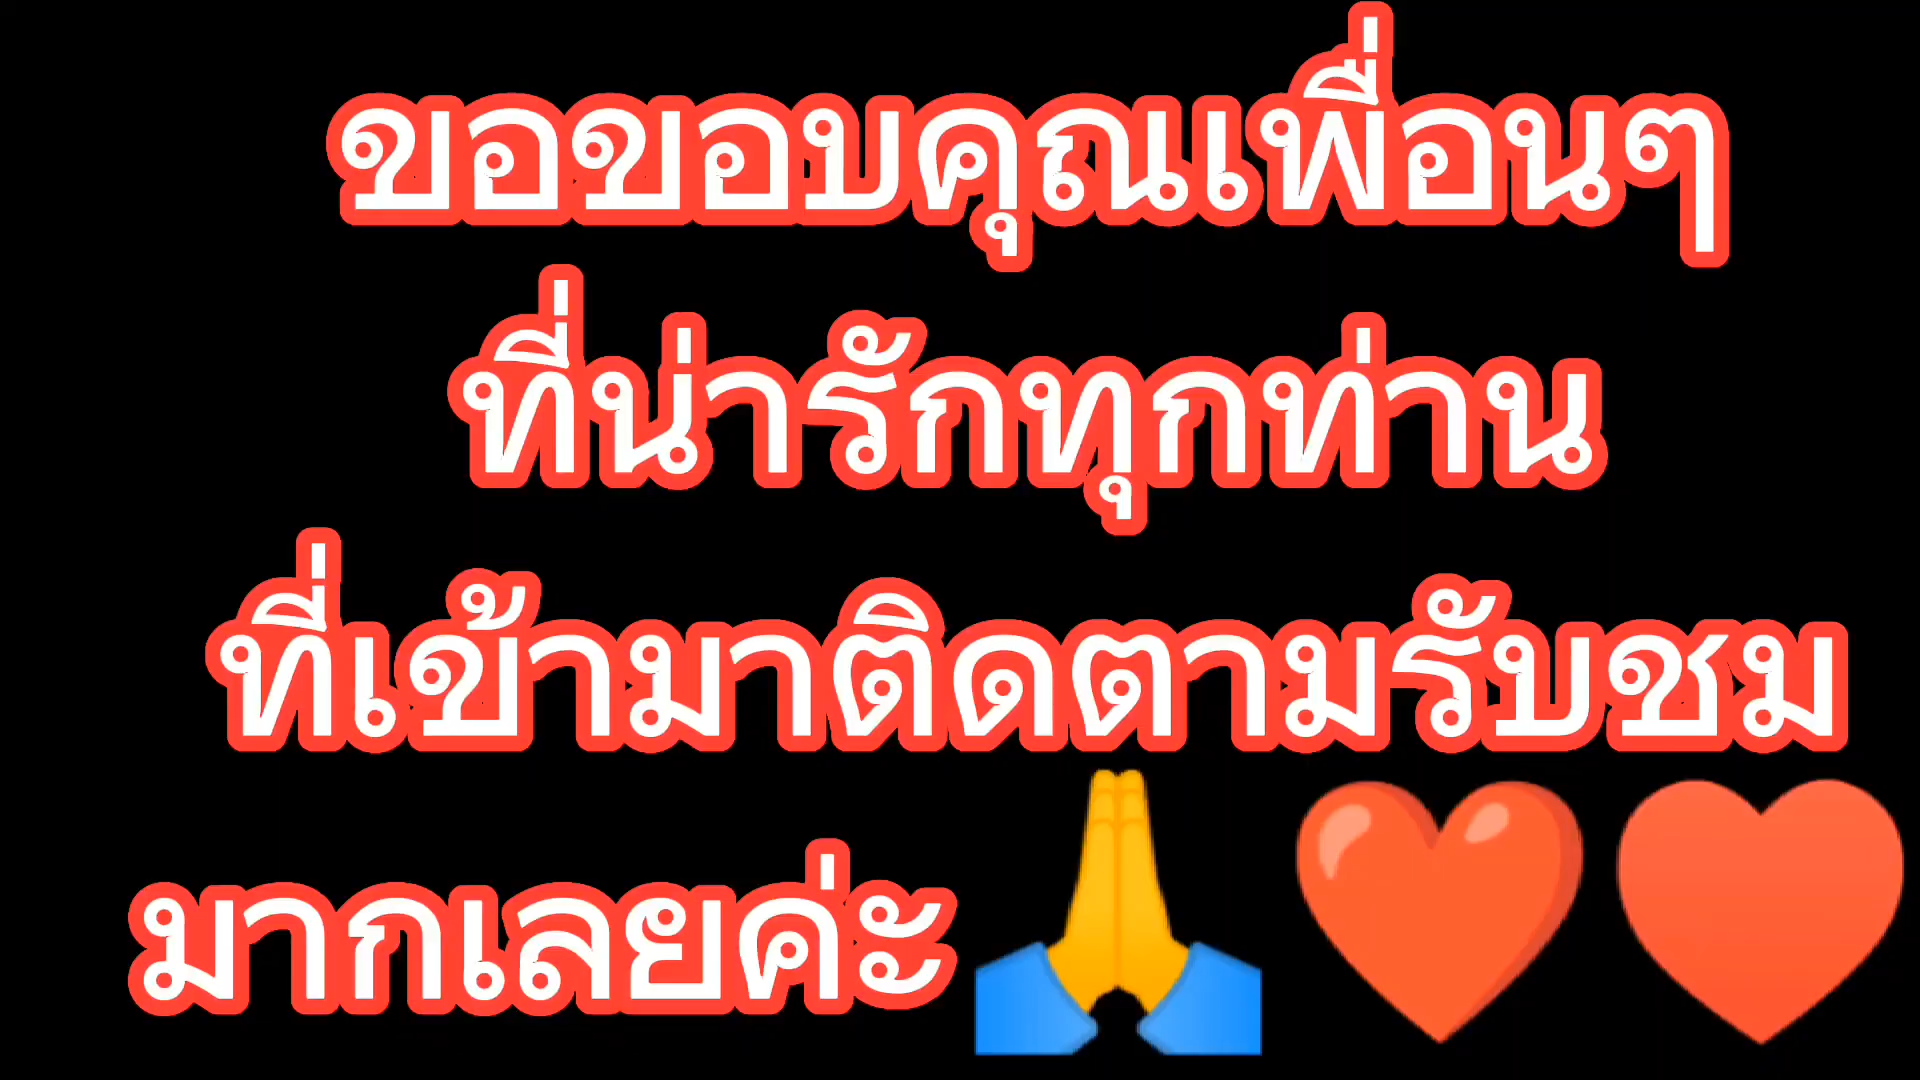 ขอขอบคุณเพื่อนๆ
ที่น่ารักทุกท่าน
ที่เข้ามาติดตามรับชม
มากเลยค่ะ🙏❤️♥️